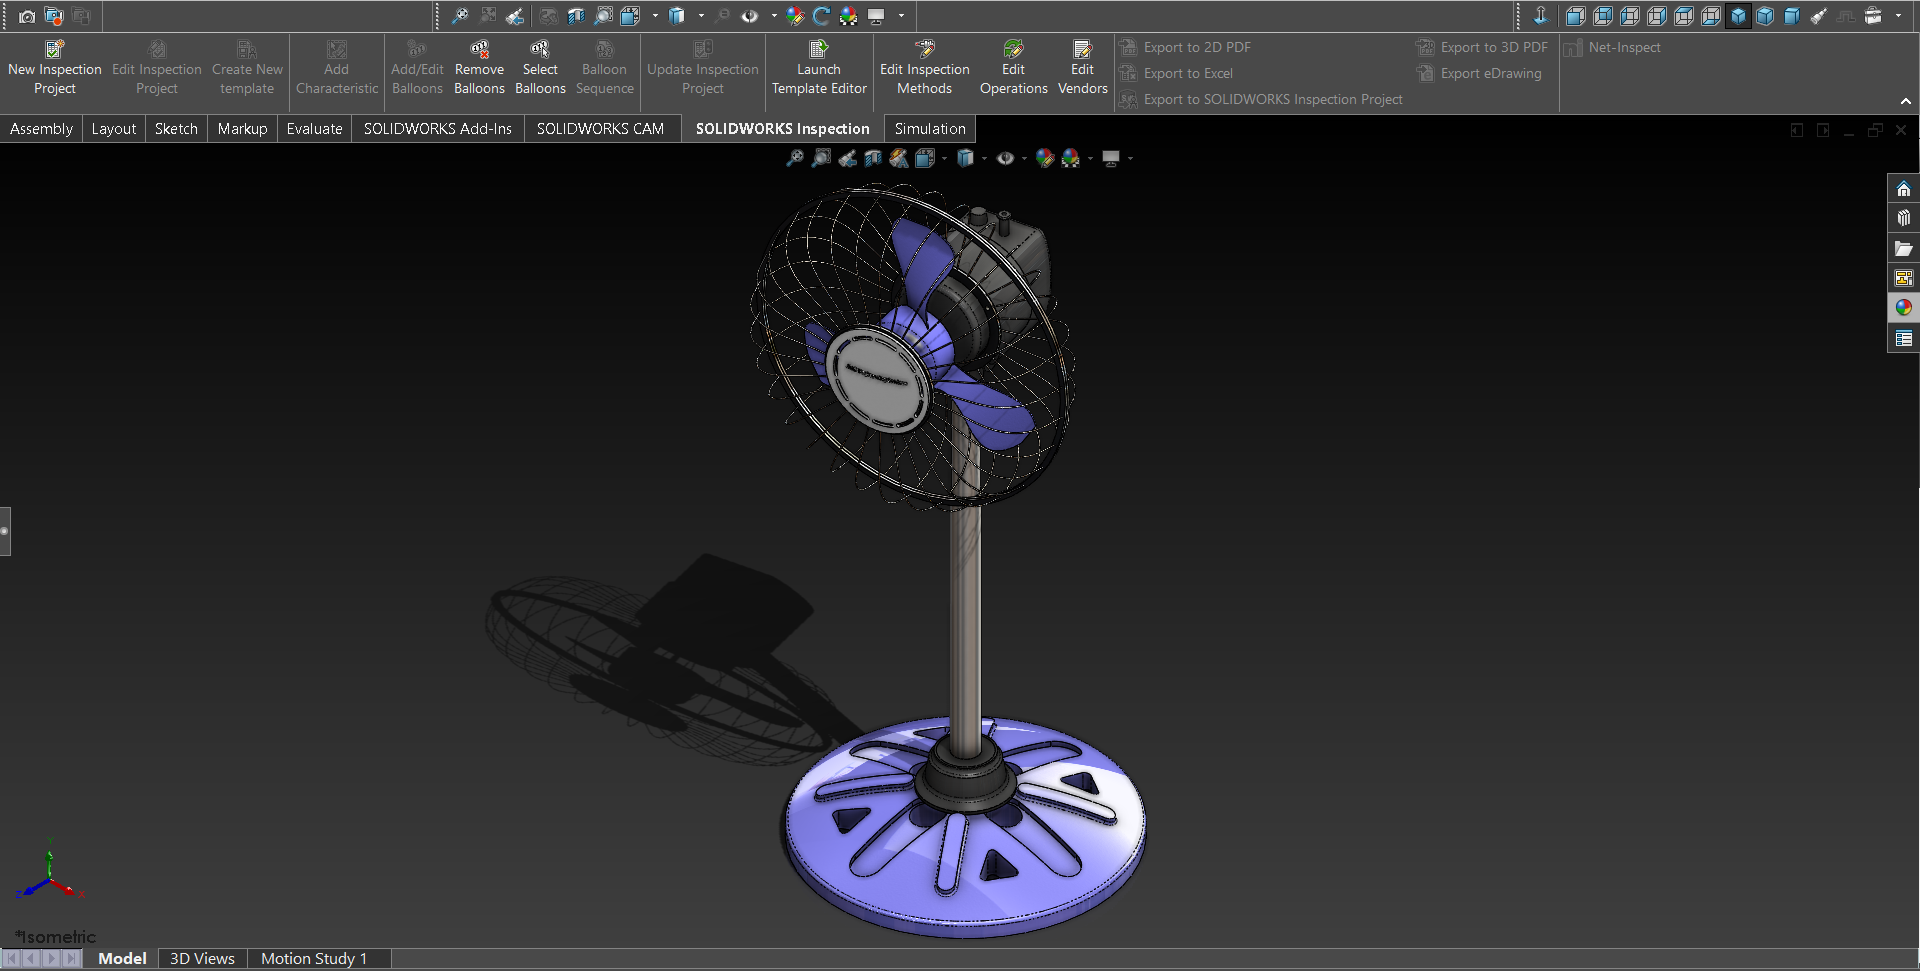 New Inspection
Project
Edit Inspection
Project
Create New
template
Add
Characteristic
Add/Edit
Balloons
Remove
Balloons
Select
Balloons
Balloon
Sequence
Update Inspection
Project
Launch
Template Editor
Edit Inspection
Methods
Edit
Operations
Edit
Vendors
Export to 2D PDF
Export to Excel
Export to SOLIDWORKS Inspection Project
Export to 3D PDF
Export eDrawing
Net-Inspect
Assembly
Layout
Sketch
Markup
Evaluate
SOLIDWORKS Add-Ins
SOLIDWORKS CAM
SOLIDWORKS Inspection
Simulation
Y
Z
X
*Isometric
Model
3D Views
Motion Study 1